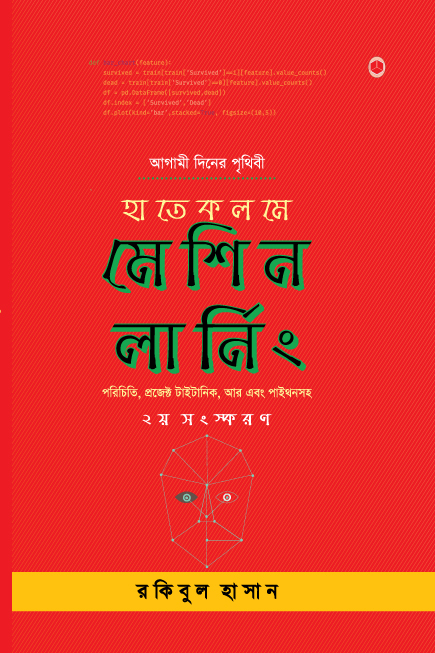 (feature):
survived = train[train['Survived']==1][feature].value_counts()
dead = train[train['Survived']==0][feature].value_counts()
df = pd.DataFrame([survived,dead])
df.index = ['Survived','Dead']
df.plot(kind='bar',stacked= , figsize=(10,5))
আগামী দিনের পৃথিবী
হাতেকলমে
মেশিন
লার্নিং
পরিচিতি, প্রজেক্ট টাইটানিক, আর এবং পাইথনসহ
২য় সংস্করণ
রকিবুল হাসান